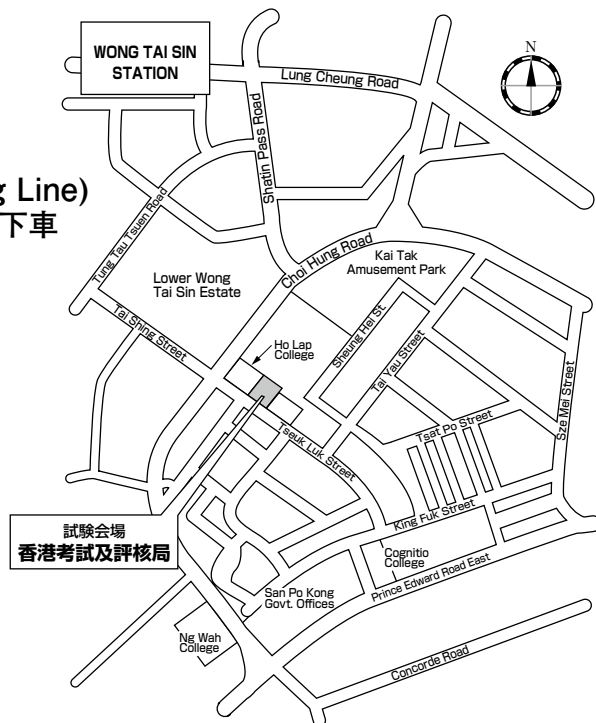 WONG TAI SIN
STATION
N
Lung Cheung Road
Shatin Pass Road
g Line)
下車
Tung Tau Tsuen Road
Choi Hung Road
Kai Tak
Amusement Park
Lower Wong
Tai Sin Estate
Tai Shing Street
Ho Lap
College
Sheung Hei St.
Tai Yau Street
Sze Mei Street
Tseuk Luk Street
Tsat Po Street
King Fuk Street
試験会場
香港考試及評核局
Cognitio
College
Prince Edward Road East
San Po Kong
Govt. Offices
Ng Wah
College
Concorde Road